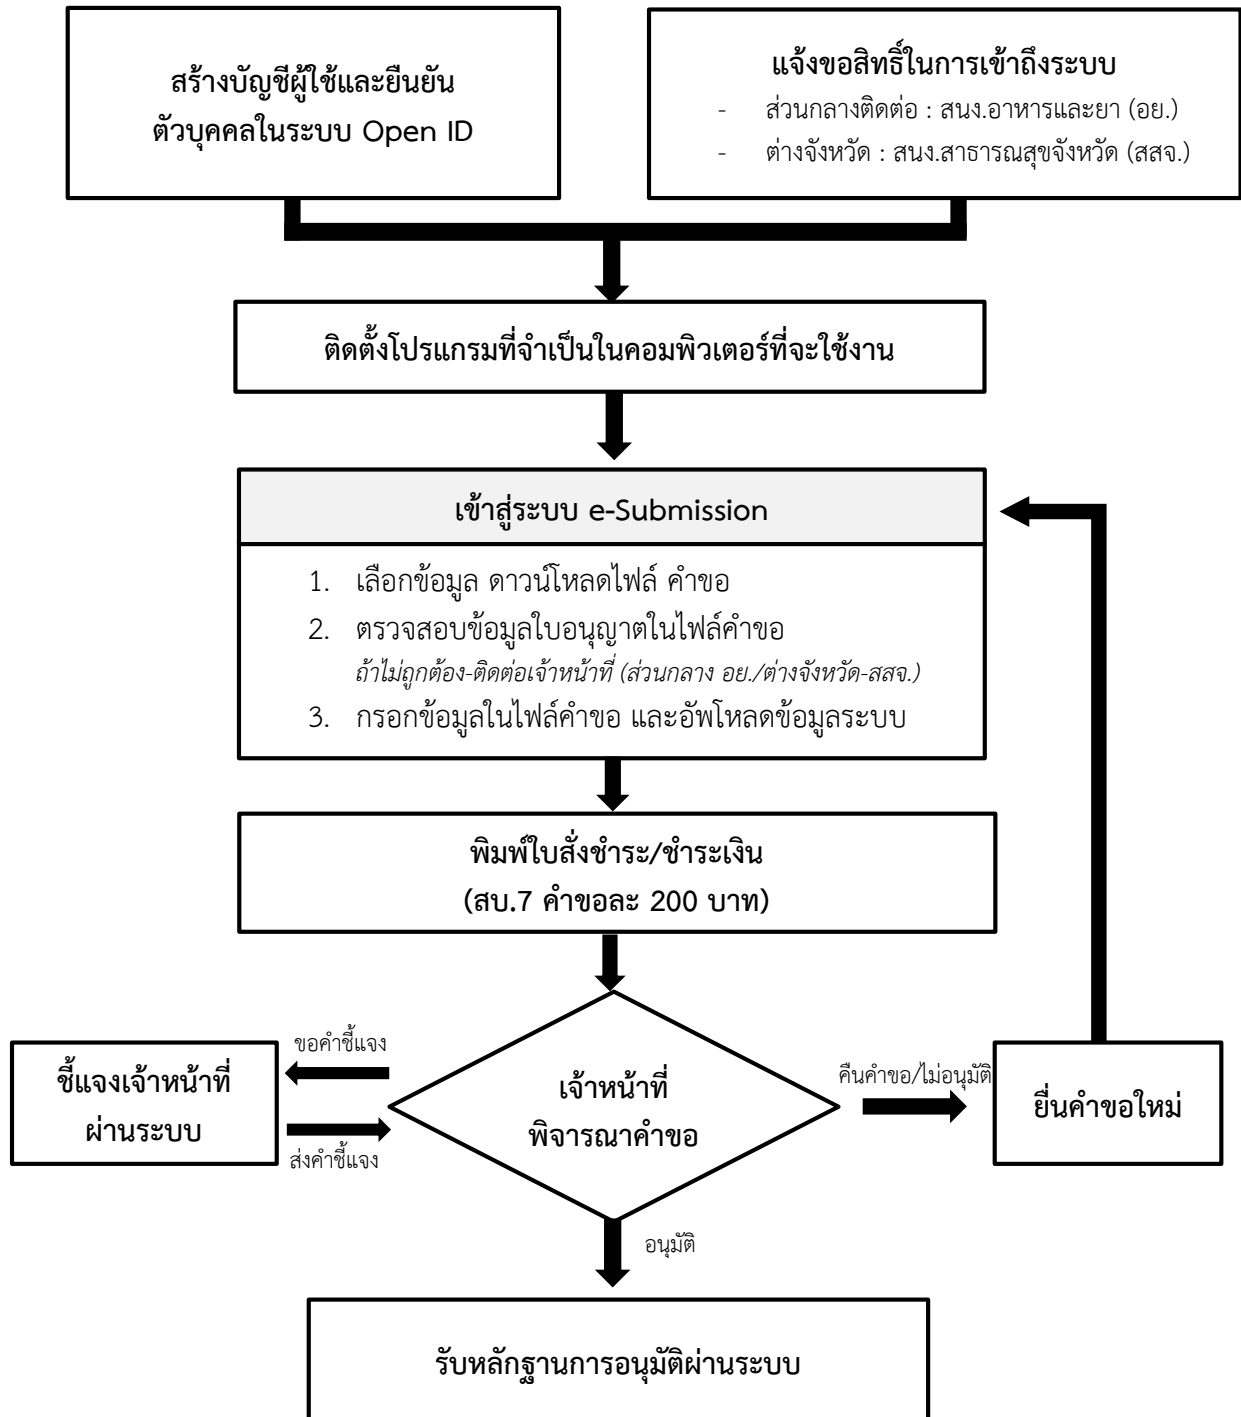 สร้างบัญชีผู้ใช้และยืนยัน
ตัวบุคคลในระบบ Open ID
แจ้งขอสิทธิ์ในการเข้าถึงระบบ
- ส่วนกลางติดต่อ : สนง.อาหารและยา (อย.)
- ต่างจังหวัด : สนง.สาธารณสุขจังหวัด (สสจ.)
ติดตั้งโปรแกรมที่จำเป็นในคอมพิวเตอร์ที่จะใช้งาน
เข้าสู่ระบบ e-Submission
1. เลือกข้อมูล ดาวน์โหลดไฟล์ คำขอ
2. ตรวจสอบข้อมูลใบอนุญาตในไฟล์คำขอ
ถ้าไม่ถูกต้อง-ติดต่อเจ้าหน้าที่ (ส่วนกลาง อย./ต่างจังหวัด-สสจ.)
3. กรอกข้อมูลในไฟล์คำขอ และอัพโหลดข้อมูลระบบ
พิมพ์ใบสั่งชำระ/ชำระเงิน
(สบ.7 คำขอละ 200 บาท)
ขอคำชี้แจง
ชี้แจงเจ้าหน้าที่
ผ่านระบบ
ส่งคำชี้แจง
เจ้าหน้าที่
พิจารณาคำขอ
คืนคำขอ/ไม่อนุมัติ
ยื่นคำขอใหม่
อนุมัติ
รับหลักฐานการอนุมัติผ่านระบบ